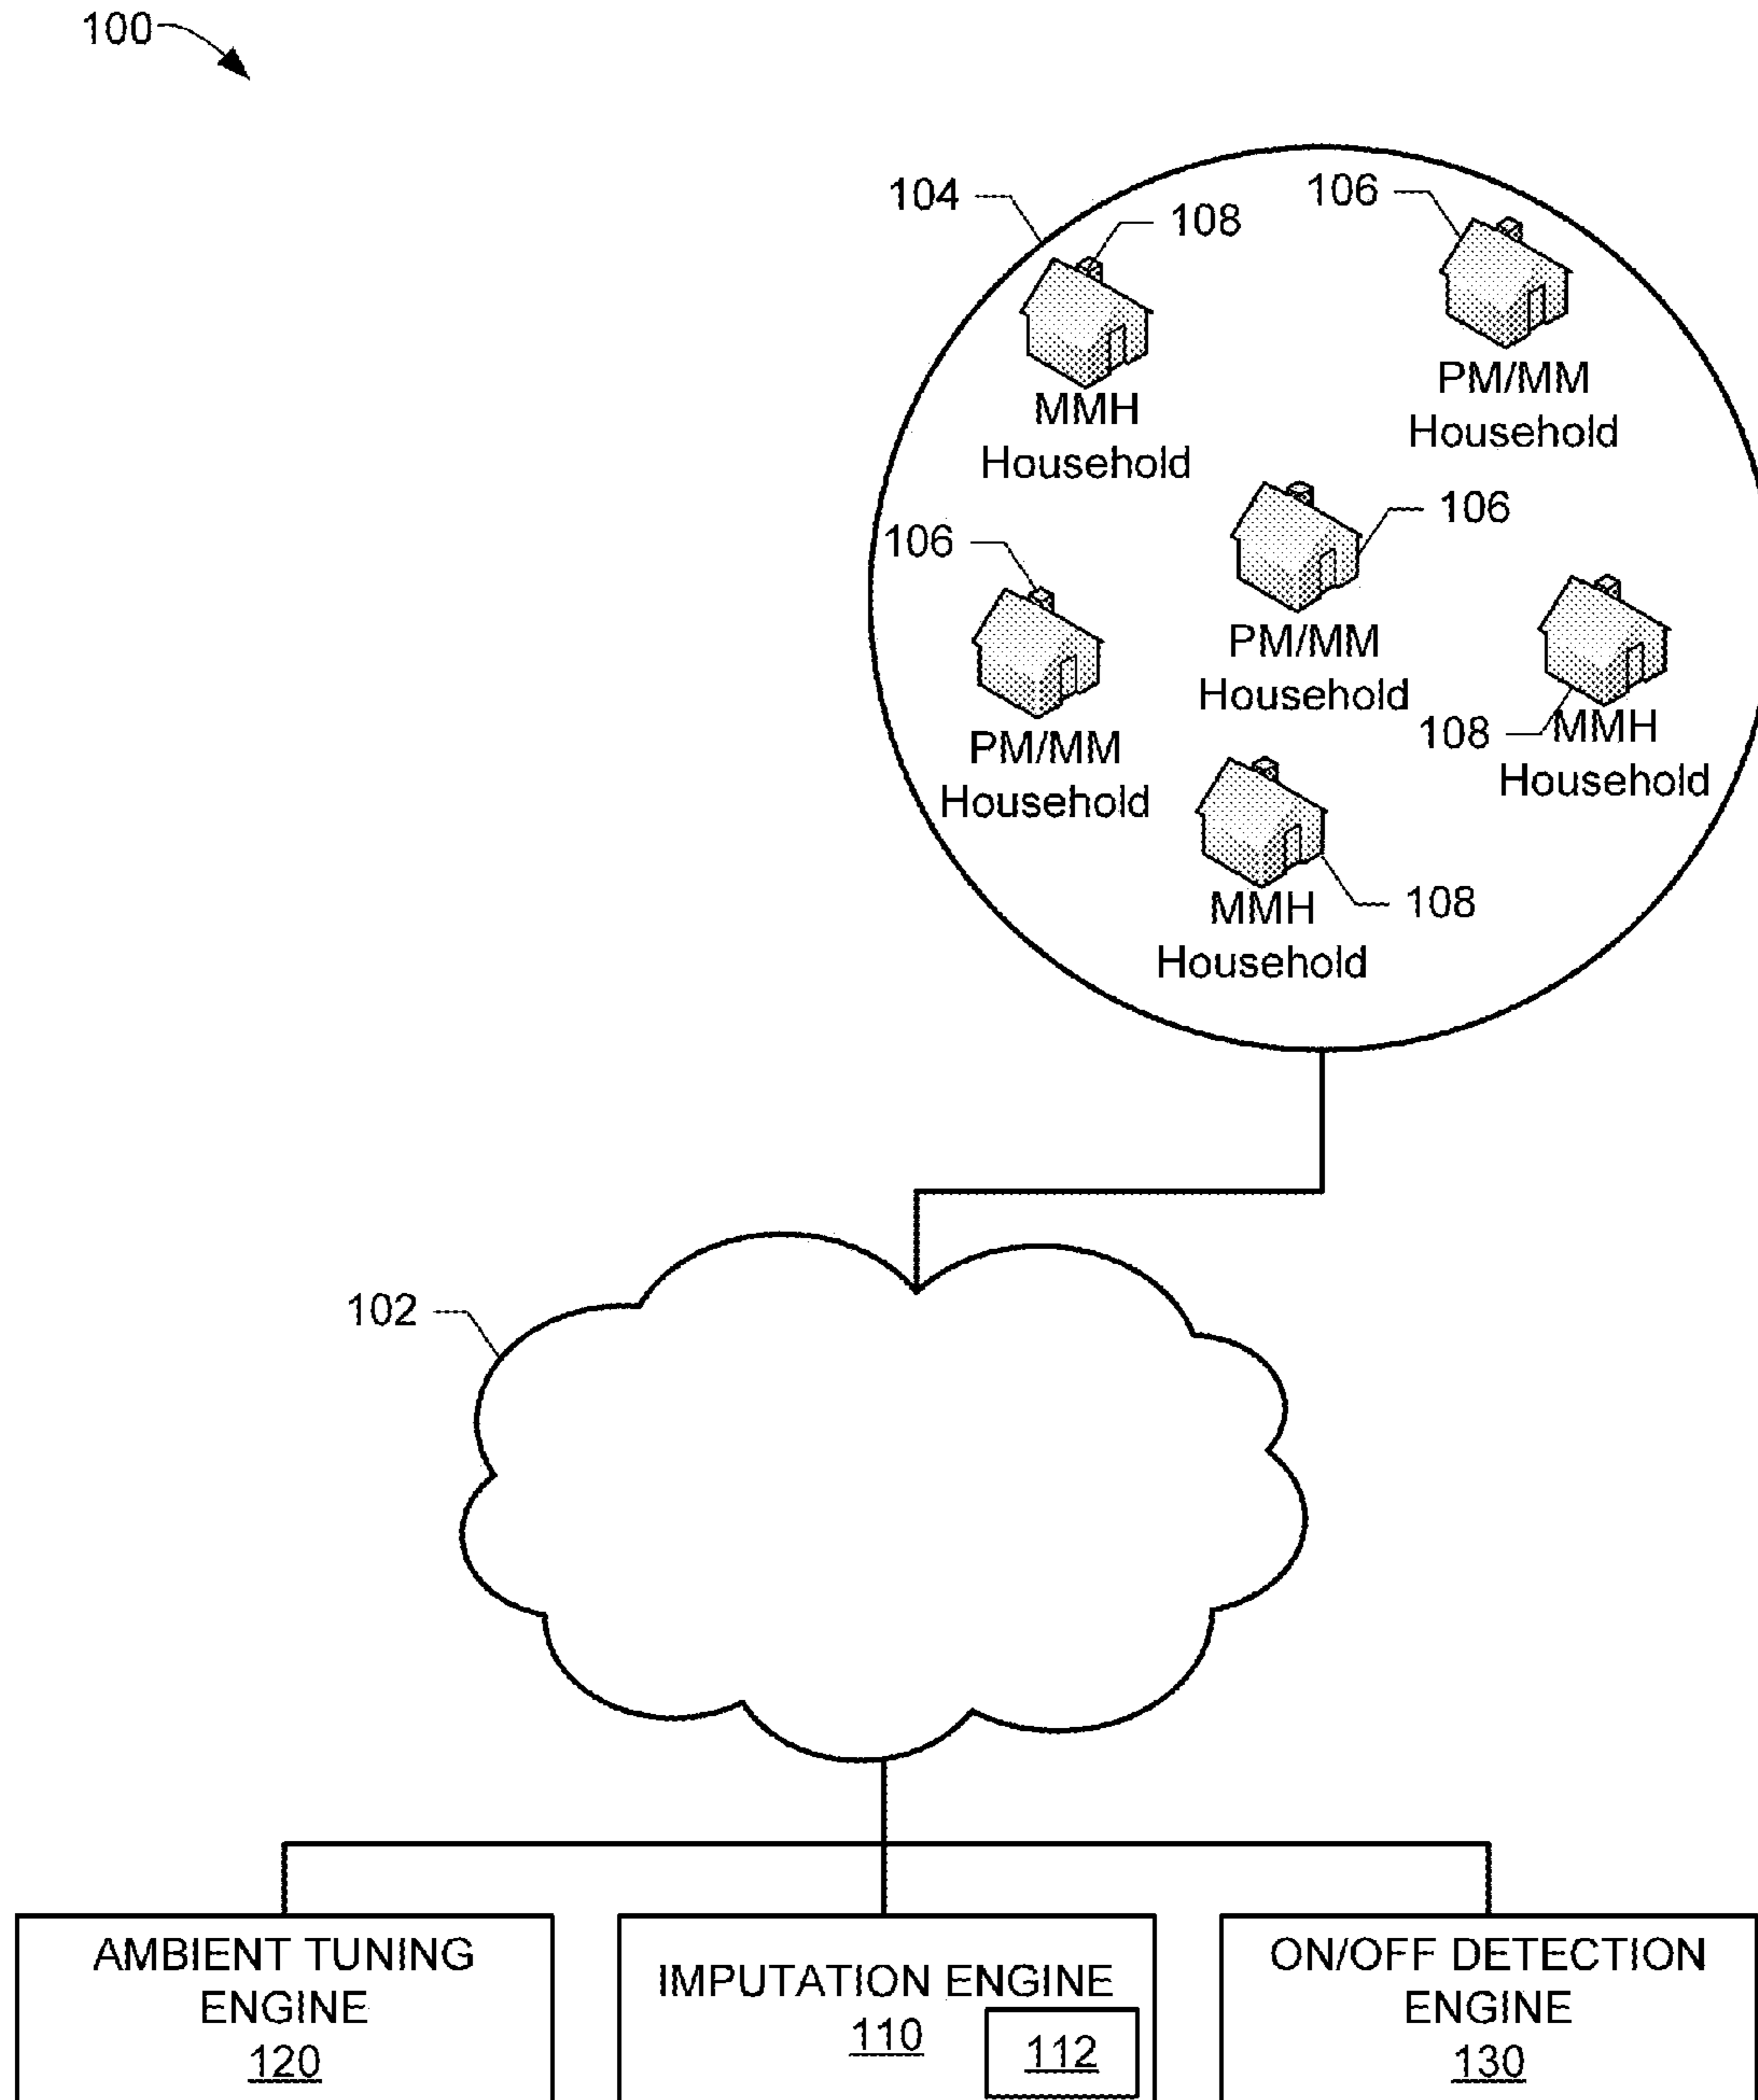 100
104
108
106
MMH
Household
PM/MM
Household
106
106
PM/MM
Household
PM/MM
Household
108
MMH
Household
MMH
Household
108
102
AMBIENT TUNING
ENGINE
120
IMPUTATION ENGINE
110
112
ON/OFF DETECTION
ENGINE
130